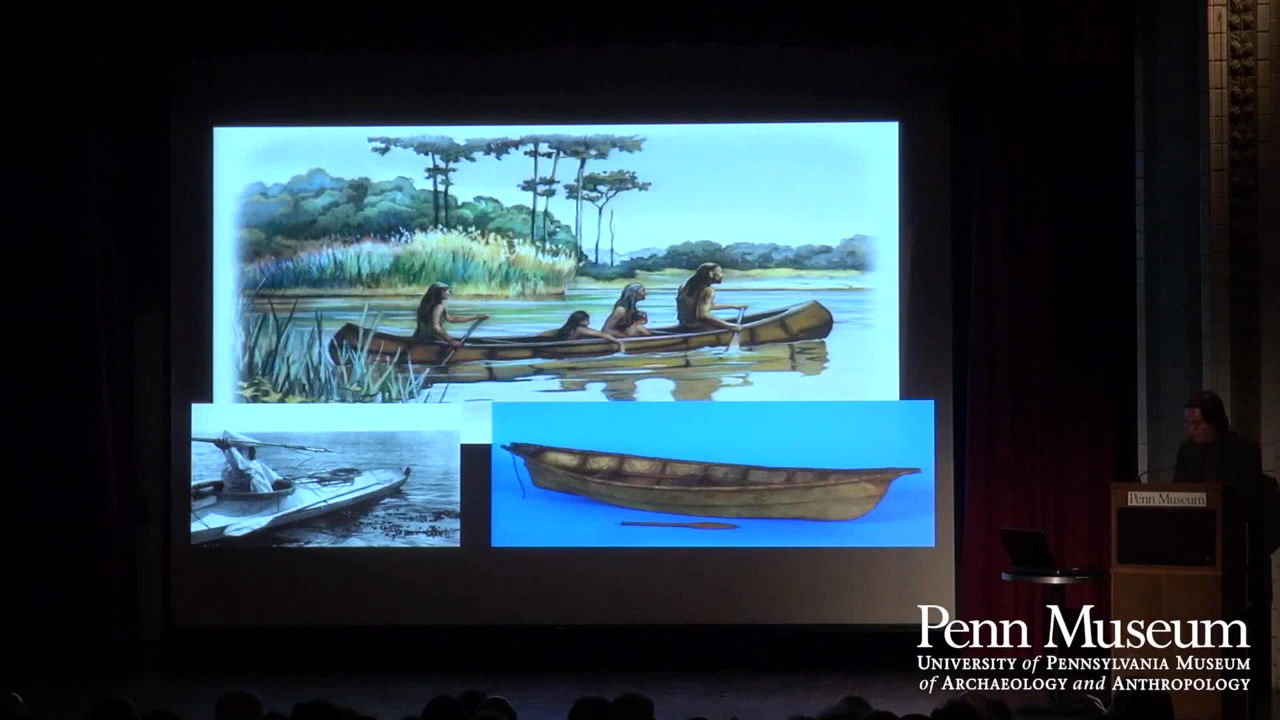 Penn Museum
Penn Museum
UNIVERSITY of PENNSYLVANIA MUSEUM
of ARCHAEOLOGY and ANTHROPOLOGY